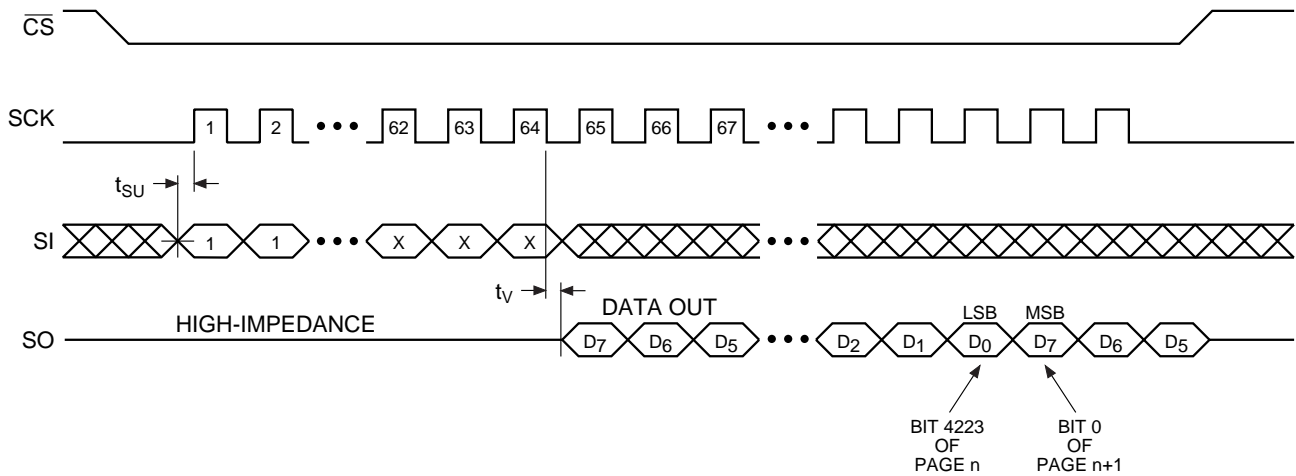 CS
SCK 1 2 ••• 62 63 64 65 66 67 •••
tSU
SI 1 1 ••• X X X •••
tV
HIGH-IMPEDANCE DATA OUT LSB MSB
SO D7 D6 D5 ••• D2 D1 D0 D7 D6 D5
BIT 4223
OF
PAGE n
BIT 0
OF
PAGE n+1